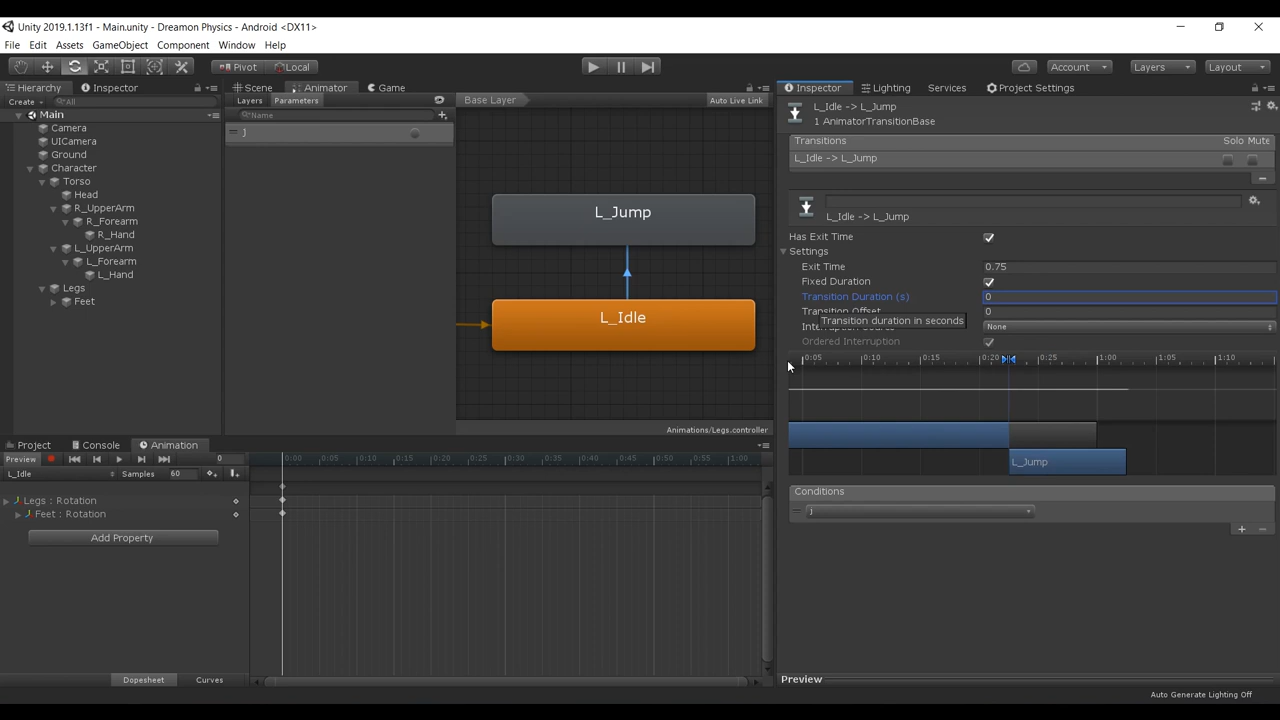 Unity 2019.1.13f1 - Main.unity - Dreamon Physics - Android <DX11>
File Edit Assets GameObject Component Window Help
Pivot Local Account Layers Layout
Hierarchy Inspector
Create All
Main
Camera
UICamera
Ground
Character
Torso
Head
R_UpperArm
R_Forearm
R_Hand
L_UpperArm
L_Forearm
L_Hand
Legs
Feet
Scene Animator Game
Layers Parameters Base Layer Auto Live Link
Name
j
L_Jump
L_Idle
Animations/Legs.controller
Inspector Lighting Services Project Settings
L_Idle -> L_Jump
1 AnimatorTransitionBase
Transitions Solo Mute
L_Idle -> L_Jump
L_Idle -> L_Jump
Has Exit Time
Settings
Exit Time 0.75
Fixed Duration
Transition Duration (s) 0
Transition Offset 0
Transition duration in seconds
None
Ordered Interruption
0:05 0:10 0:15 0:20 0:25 1:00 1:05 1:10
L_Jump
Conditions
j
Preview
Project Console Animation
Preview 0 0:00 0:05 0:10 0:15 0:20 0:25 0:30 0:35 0:40 0:45 0:50 0:55 1:00
L_Idle Samples 60
Legs : Rotation
Feet : Rotation
Add Property
Dopesheet Curves
Auto Generate Lighting Off